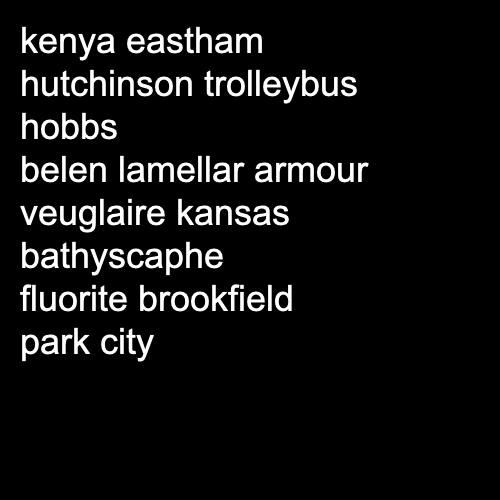 kenya eastham
hutchinson trolleybus
hobbs
belen lamellar armour
veuglaire kansas
bathyscaphe
fluorite brookfield
park city